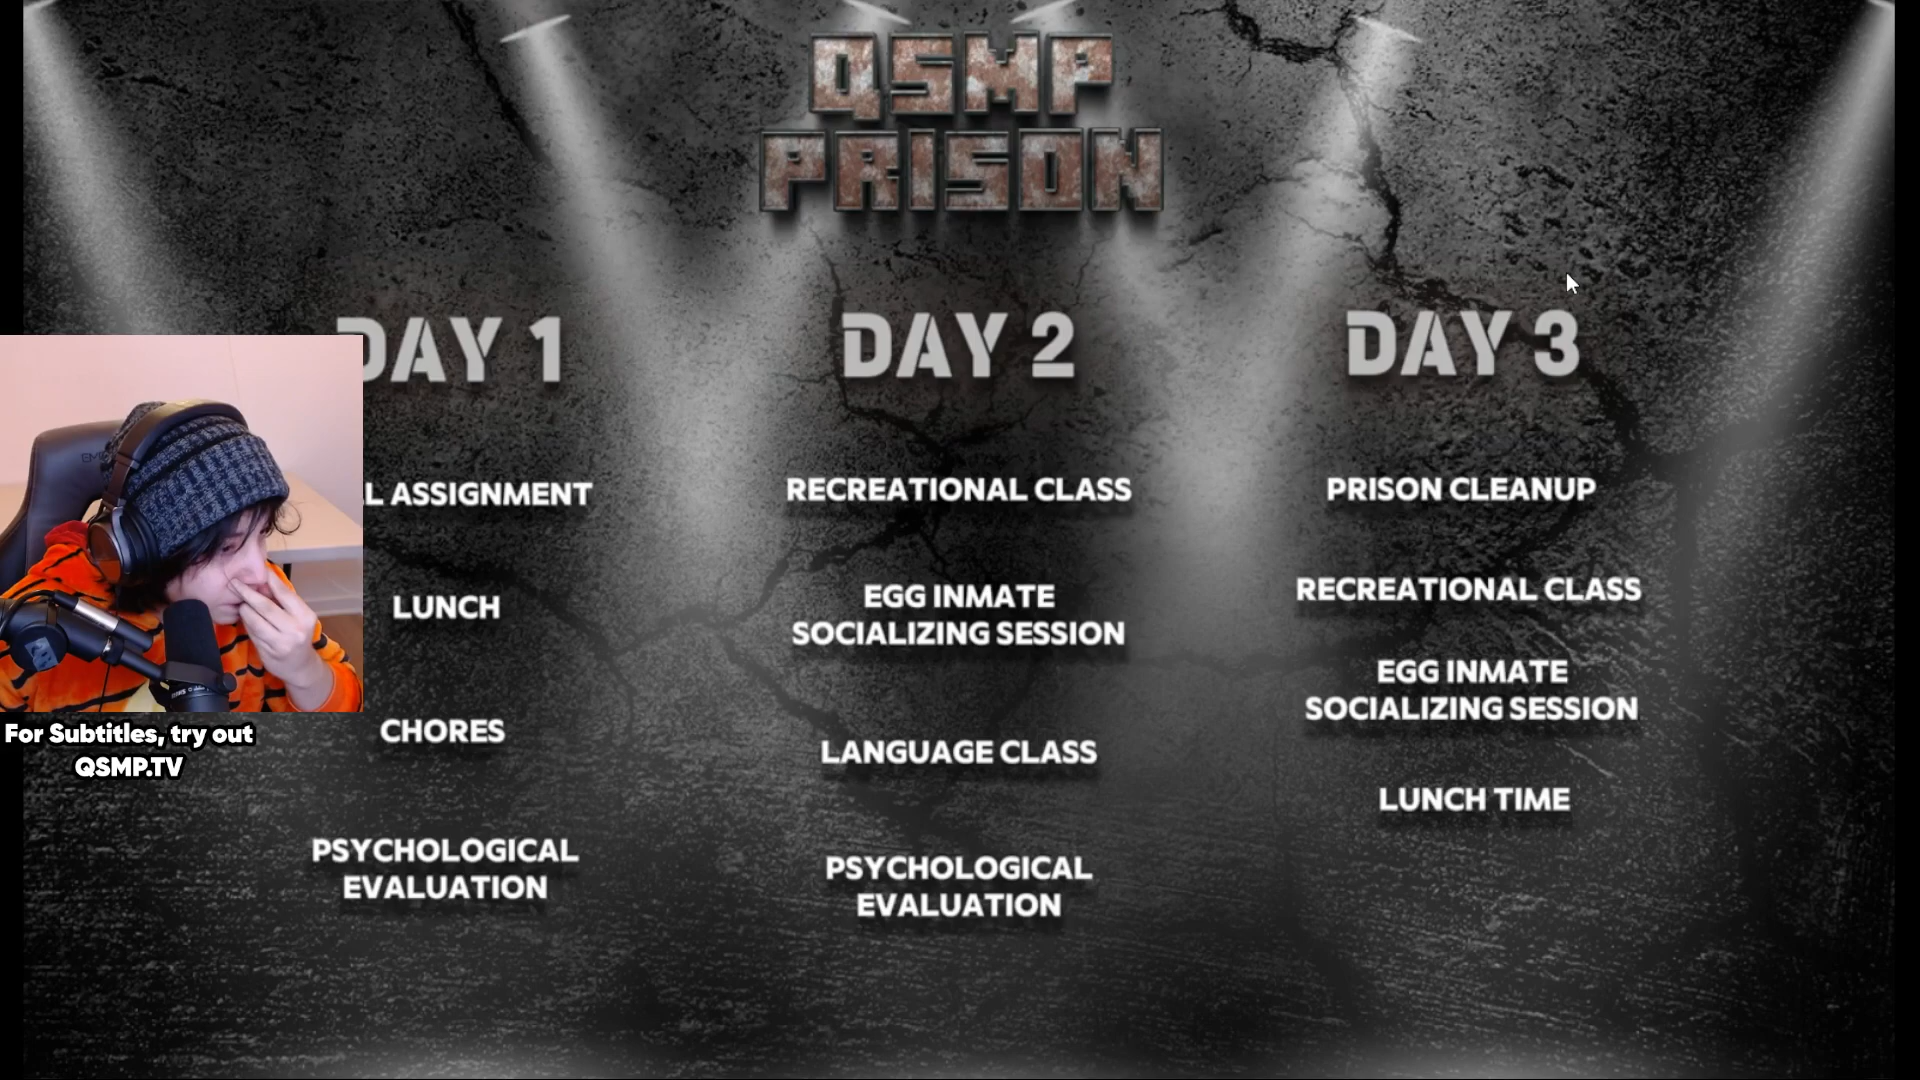 QSMP
PRISON
DAY 1
DAY 2
DAY 3
L ASSIGNMENT
LUNCH
CHORES
PSYCHOLOGICAL
EVALUATION
RECREATIONAL CLASS
EGG INMATE
SOCIALIZING SESSION
LANGUAGE CLASS
PSYCHOLOGICAL
EVALUATION
PRISON CLEANUP
RECREATIONAL CLASS
EGG INMATE
SOCIALIZING SESSION
LUNCH TIME
For Subtitles, try out
QSMP.TV